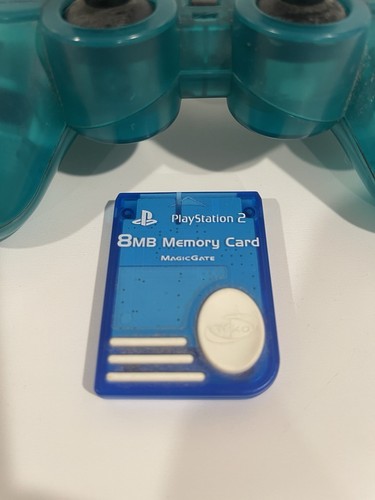 PlayStation 2
8MB Memory Card
MAGICGATE